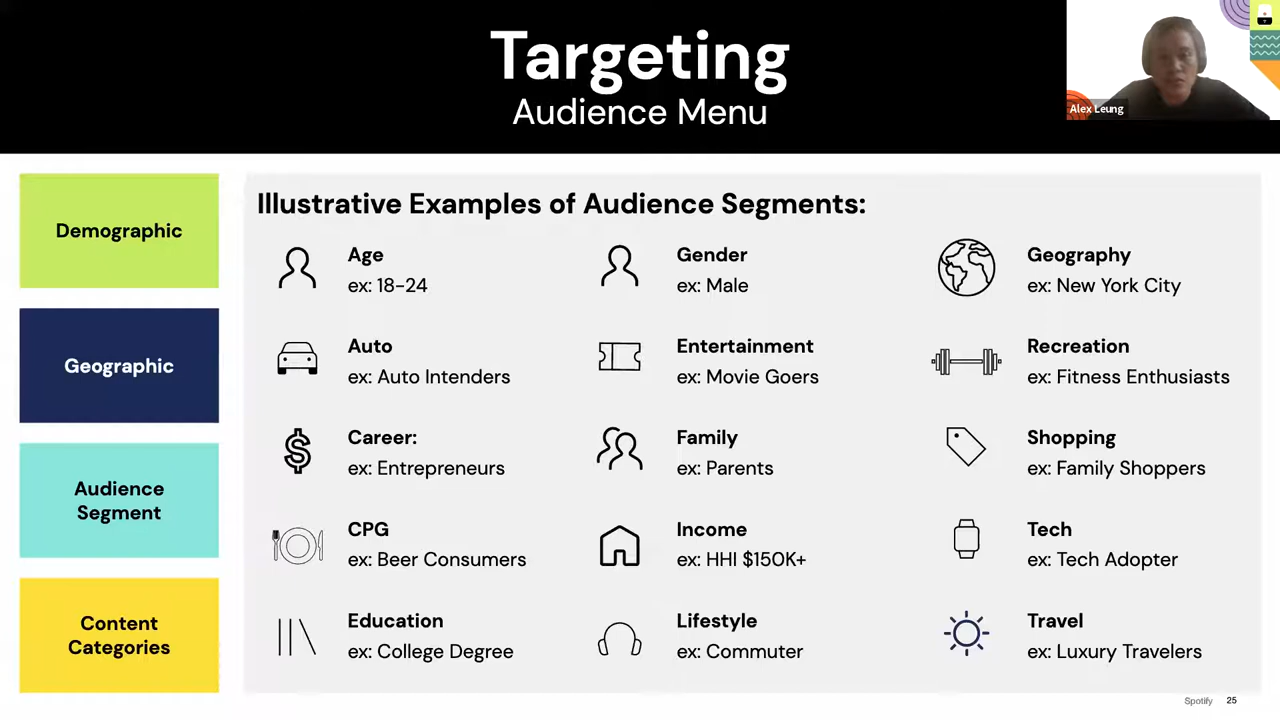 Targeting
Audience Menu
Alex Leung
Demographic
Geographic
Audience
Segment
Content
Categories
Illustrative Examples of Audience Segments:
Age
ex: 18-24
Gender
ex: Male
Geography
ex: New York City
Auto
ex: Auto Intenders
Entertainment
ex: Movie Goers
Recreation
ex: Fitness Enthusiasts
Career:
ex: Entrepreneurs
Family
ex: Parents
Shopping
ex: Family Shoppers
CPG
ex: Beer Consumers
Income
ex: HHI $150K+
Tech
ex: Tech Adopter
Education
ex: College Degree
Lifestyle
ex: Commuter
Travel
ex: Luxury Travelers
Spotify 25